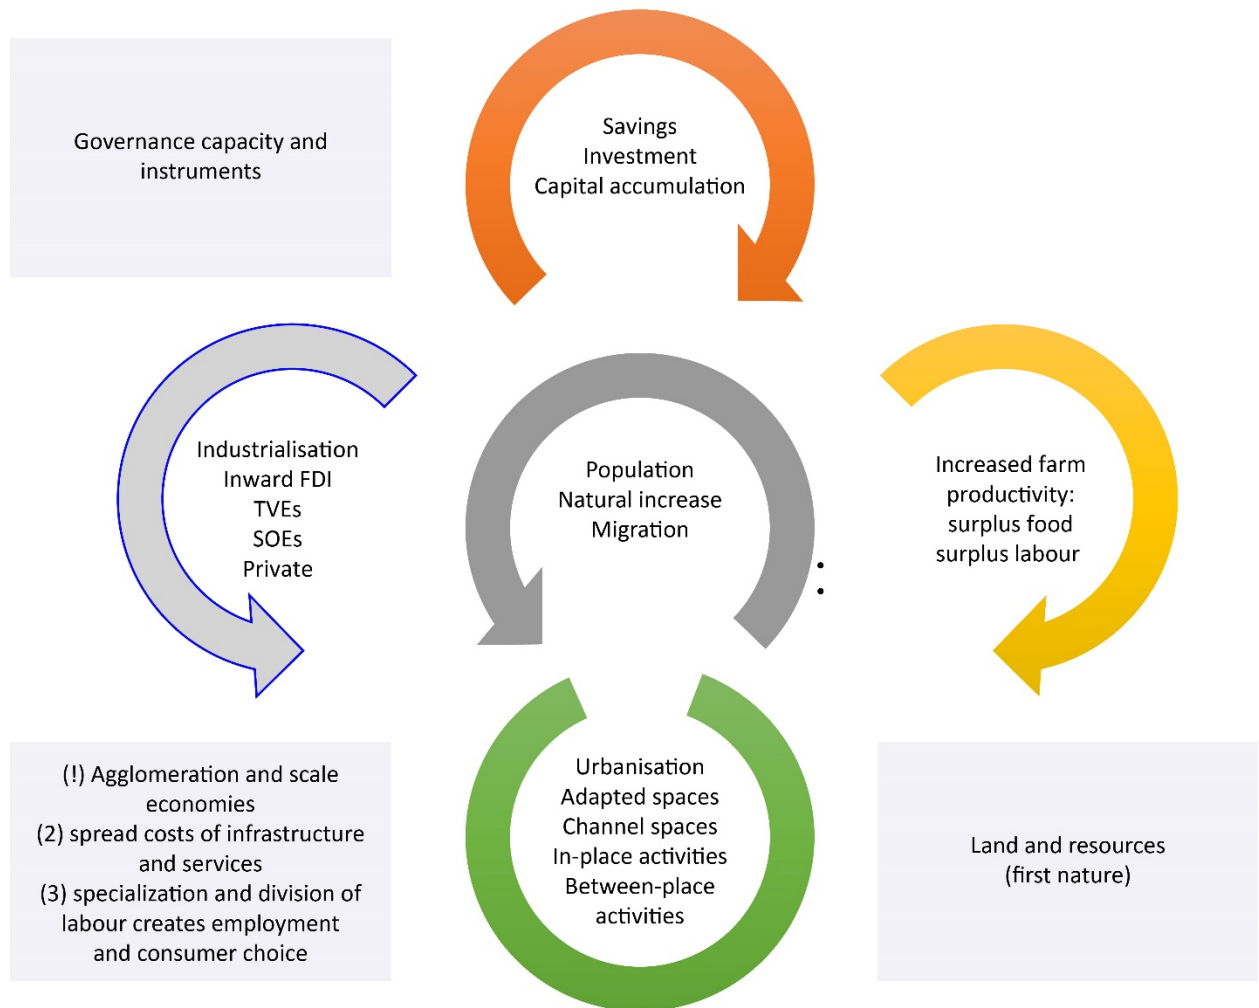 Governance capacity and
instruments
Savings
Investment
Capital accumulation
Industrialisation
Inward FDI
TVEs
SOEs
Private
Population
Natural increase
Migration
Increased farm
productivity:
surplus food
surplus labour
(!) Agglomeration and scale
economies
(2) spread costs of infrastructure
and services
(3) specialization and division of
labour creates employment
and consumer choice
Urbanisation
Adapted spaces
Channel spaces
In-place activities
Between-place
activities
Land and resources
(first nature)